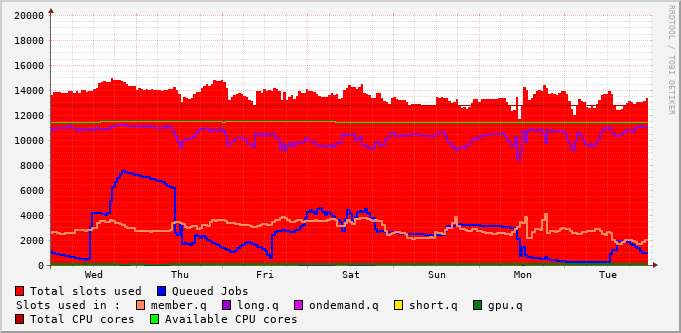 RRDTOOL / TOBI OETIKER
20000
18000
16000
14000
12000
10000
8000
6000
4000
2000
0
Wed Thu Fri Sat Sun Mon Tue
Total slots used Queued Jobs
Slots used in : member.q long.q ondemand.q short.q gpu.q
Total CPU cores Available CPU cores